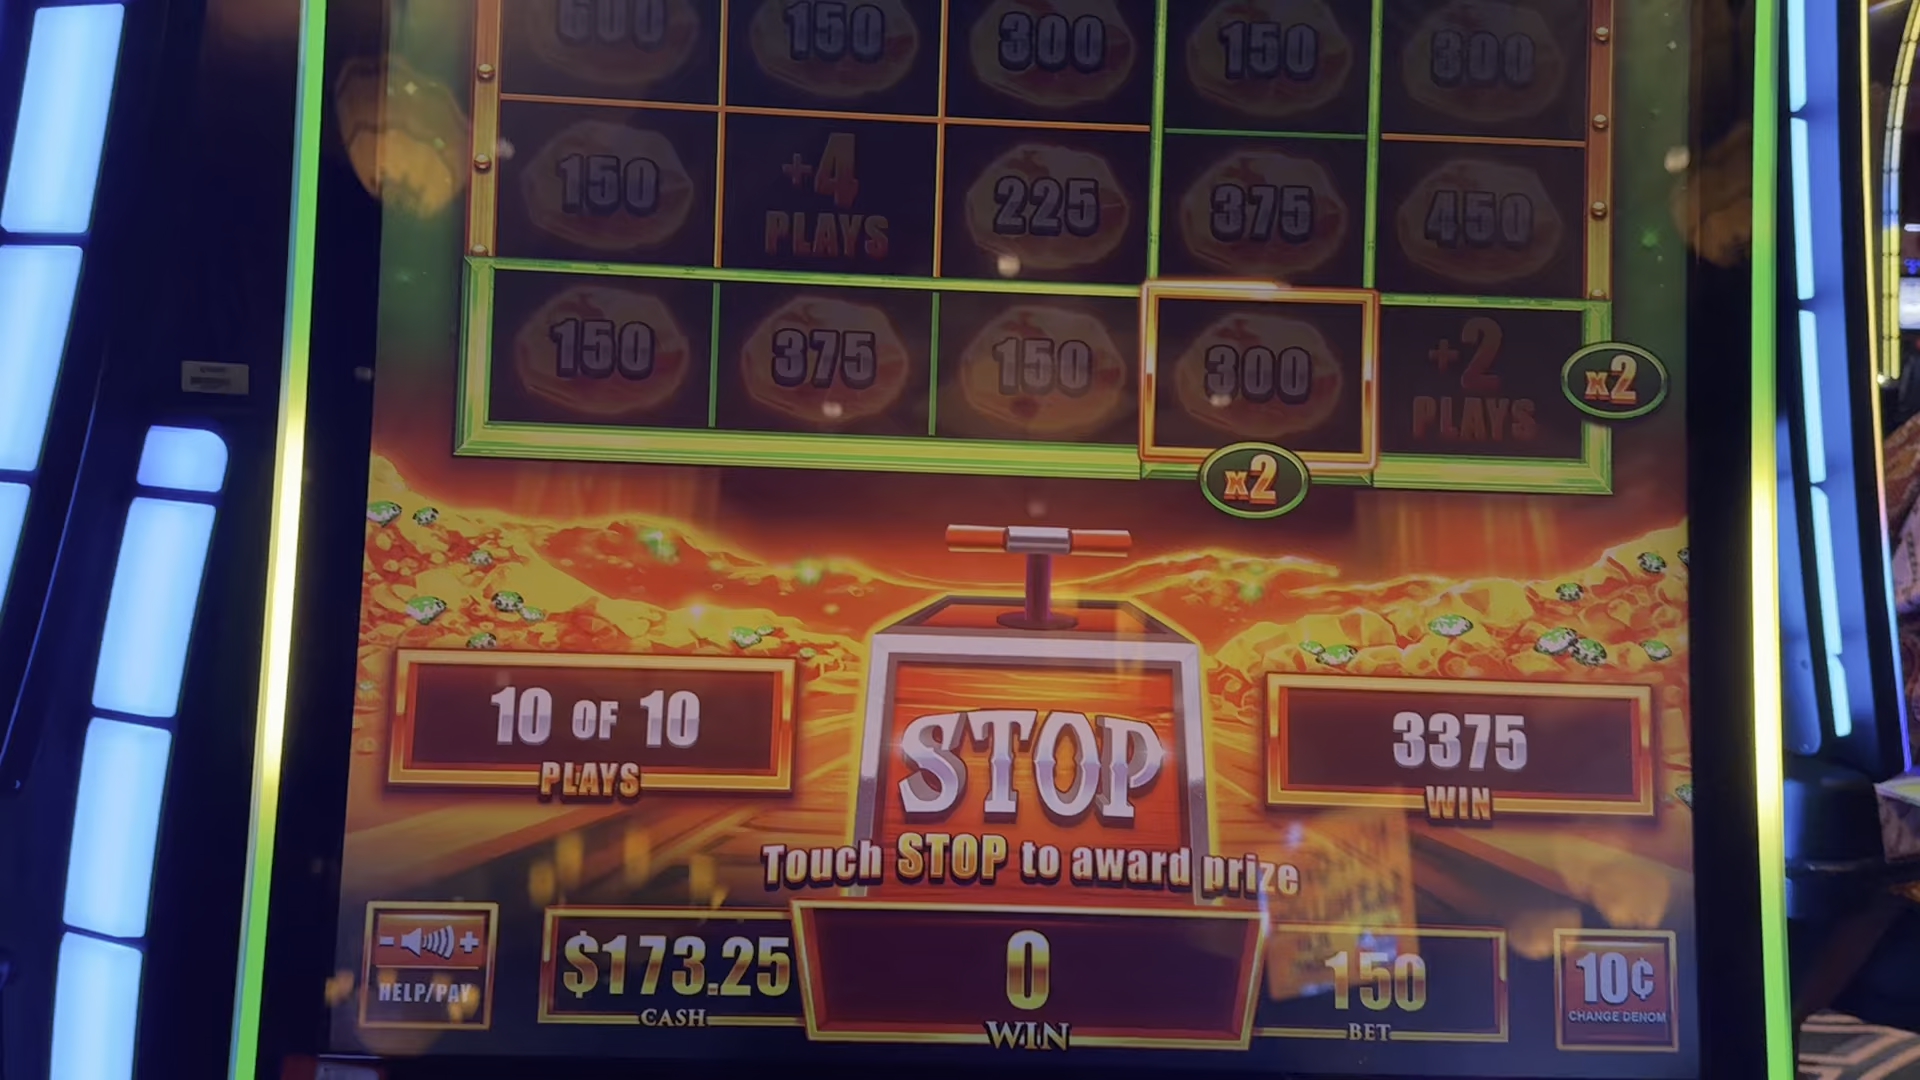 600 150 300 150 300
150 +4 PLAYS 225 375 450
150 375 150 300 +2 PLAYS
x2
x2
10 OF 10
PLAYS
STOP
3375
WIN
Touch STOP to award prize
- +
HELP/PAY
$173.25
CASH
0
WIN
150
BET
10¢
CHANGE DENOM